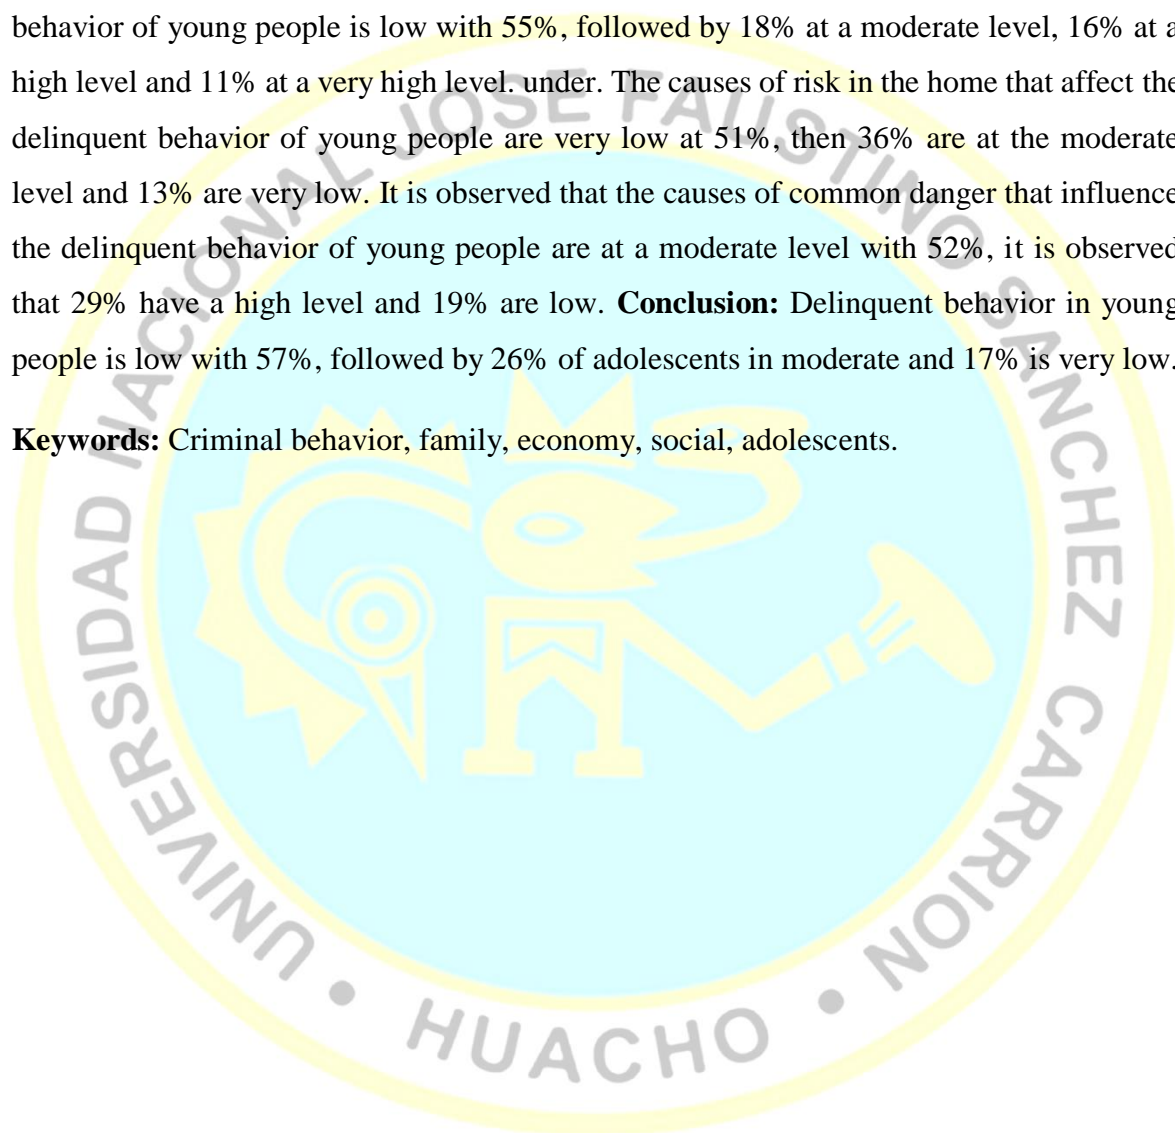 behavior of young people is low with 55%, followed by 18% at a moderate level, 16% at a
high level and 11% at a very high level. under. The causes of risk in the home that affect the
delinquent behavior of young people are very low at 51%, then 36% are at the moderate
level and 13% are very low. It is observed that the causes of common danger that influence
the delinquent behavior of young people are at a moderate level with 52%, it is observed
that 29% have a high level and 19% are low. Conclusion: Delinquent behavior in young
people is low with 57%, followed by 26% of adolescents in moderate and 17% is very low.
Keywords: Criminal behavior, family, economy, social, adolescents.
UNIVERSIDAD NACIONAL JOSE FAUSTINO SANCHEZ CARRION • HUACHO •